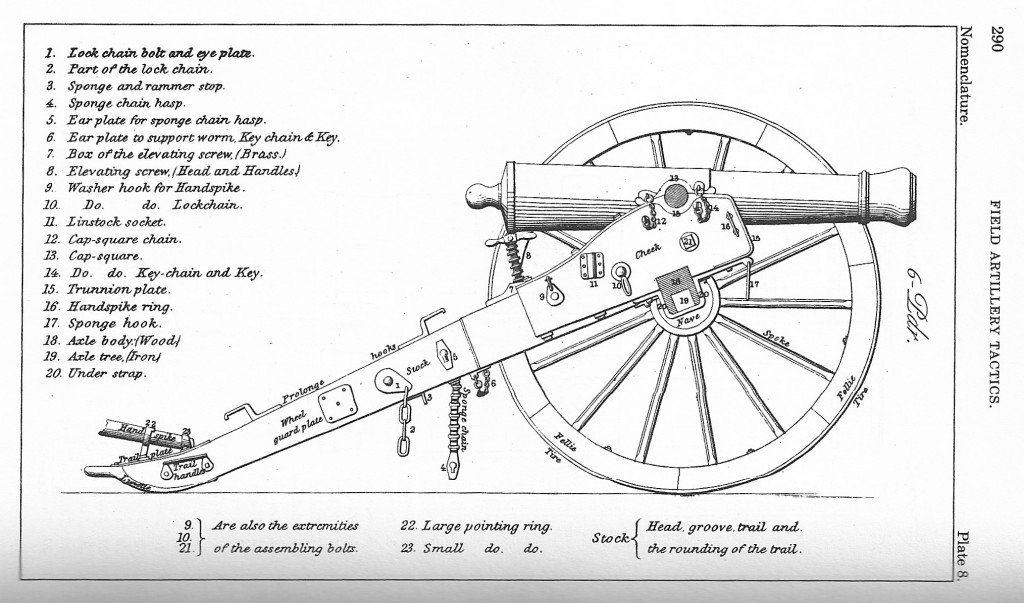 290
FIELD ARTILLERY TACTICS.
Nomenclature.
Plate 8.
1. Lock chain bolt and eye plate.
2. Part of the lock chain.
3. Sponge and rammer stop.
4. Sponge chain hasp.
5. Ear plate for sponge chain hasp.
6. Ear plate to support worm, Key chain & Key.
7. Box of the elevating screw, (Brass.)
8. Elevating screw, (Head and Handles)
9. Washer hook for Handspike.
10. Do. do. Lockchain.
11. Linstock socket.
12. Cap-square chain.
13. Cap-square.
14. Do. do. Key-chain and Key.
15. Trunnion plate.
16. Handspike ring.
17. Sponge hook.
18. Axle body. (Wood)
19. Axle tree. (Iron)
20. Under strap.
6-Pdr.
13
12
14
15
16
15
8
Cheek
21
11
10
9
7
18
19
20
17
Nave
Spoke
Fellie
Tire
Fellie
Tire
Prolonge hooks
Stock
5
1
2
3
6
Sponge chain
4
Wheel
guard plate
22
23
Hand spike
Trail plate
Trail
handle
Lunette
9. 10. 21. } Are also the extremities
of the assembling bolts.
22. Large pointing ring.
23. Small do. do.
Stock { Head, groove, trail and.
the rounding of the trail.